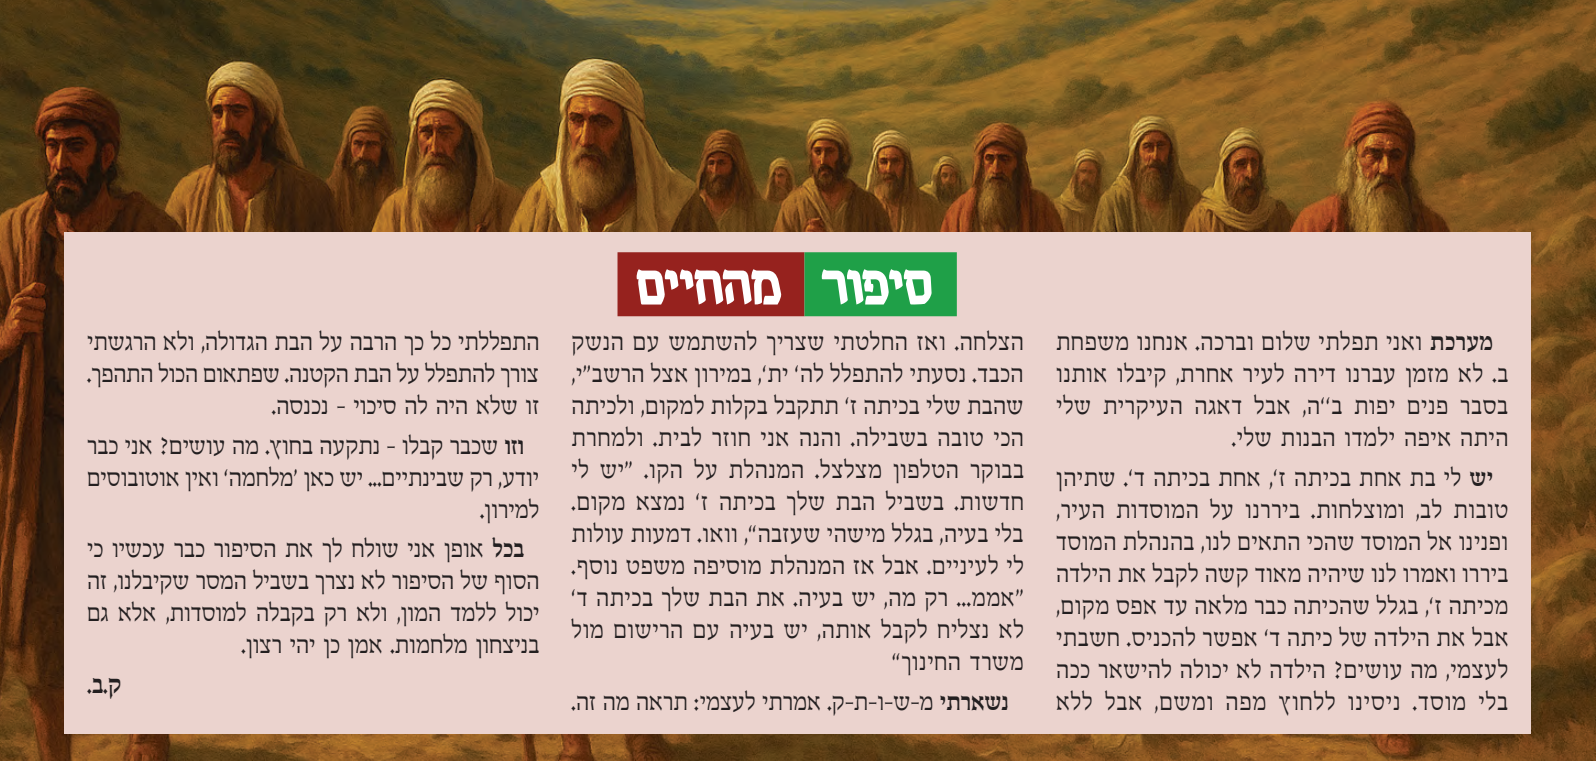 סיפור מהחיים
מערכת ואני תפלתי שלום וברכה. אנחנו משפחת
ב. לא מזמן עברנו דירה לעיר אחרת, קיבלו אותנו
בסבר פנים יפות ב''ה, אבל דאגה העיקרית שלי
היתה איפה ילמדו הבנות שלי.
יש לי בת אחת בכיתה ז', אחת בכיתה ד'. שתיהן
טובות לב, ומוצלחות. ביררנו על המוסדות העיר,
ופנינו אל המוסד שהכי התאים לנו, בהנהלת המוסד
ביררו ואמרו לנו שיהיה מאוד קשה לקבל את הילדה
מכיתה ז', בגלל שהכיתה כבר מלאה עד אפס מקום,
אבל את הילדה של כיתה ד' אפשר להכניס. חשבתי
לעצמי, מה עושים? הילדה לא יכולה להישאר ככה
בלי מוסד. ניסינו ללחוץ מפה ומשם, אבל ללא
הצלחה. ואז החלטתי שצריך להשתמש עם הנשק
הכבד. נסעתי להתפלל לה' ית', במירון אצל הרשב"י,
שהבת שלי בכיתה ז' תתקבל בקלות למקום, ולכיתה
הכי טובה בשבילה. והנה אני חוזר לבית. ולמחרת
בבוקר הטלפון מצלצל. המנהלת על הקו. "יש לי
חדשות. בשביל הבת שלך בכיתה ז' נמצא מקום.
בלי בעיה, בגלל מישהי שעזבה", וואו. דמעות עולות
לי לעיניים. אבל אז המנהלת מוסיפה משפט נוסף.
"אממ... רק מה, יש בעיה. את הבת שלך בכיתה ד'
לא נצליח לקבל אותה, יש בעיה עם הרישום מול
משרד החינוך"
נשארתי מ-ש-ו-ת-ק. אמרתי לעצמי: תראה מה זה.
התפללתי כל כך הרבה על הבת הגדולה, ולא הרגשתי
צורך להתפלל על הבת הקטנה. שפתאום הכול התהפך.
זו שלא היה לה סיכוי - נכנסה.
וזו שכבר קבלו - נתקעה בחוץ. מה עושים? אני כבר
יודע, רק שבינתיים... יש כאן 'מלחמה' ואין אוטובוסים
למירון.
בכל אופן אני שולח לך את הסיפור כבר עכשיו כי
הסוף של הסיפור לא נצרך בשביל המסר שקיבלנו, זה
יכול ללמד המון, ולא רק בקבלה למוסדות, אלא גם
בניצחון מלחמות. אמן כן יהי רצון.
ק.ב.